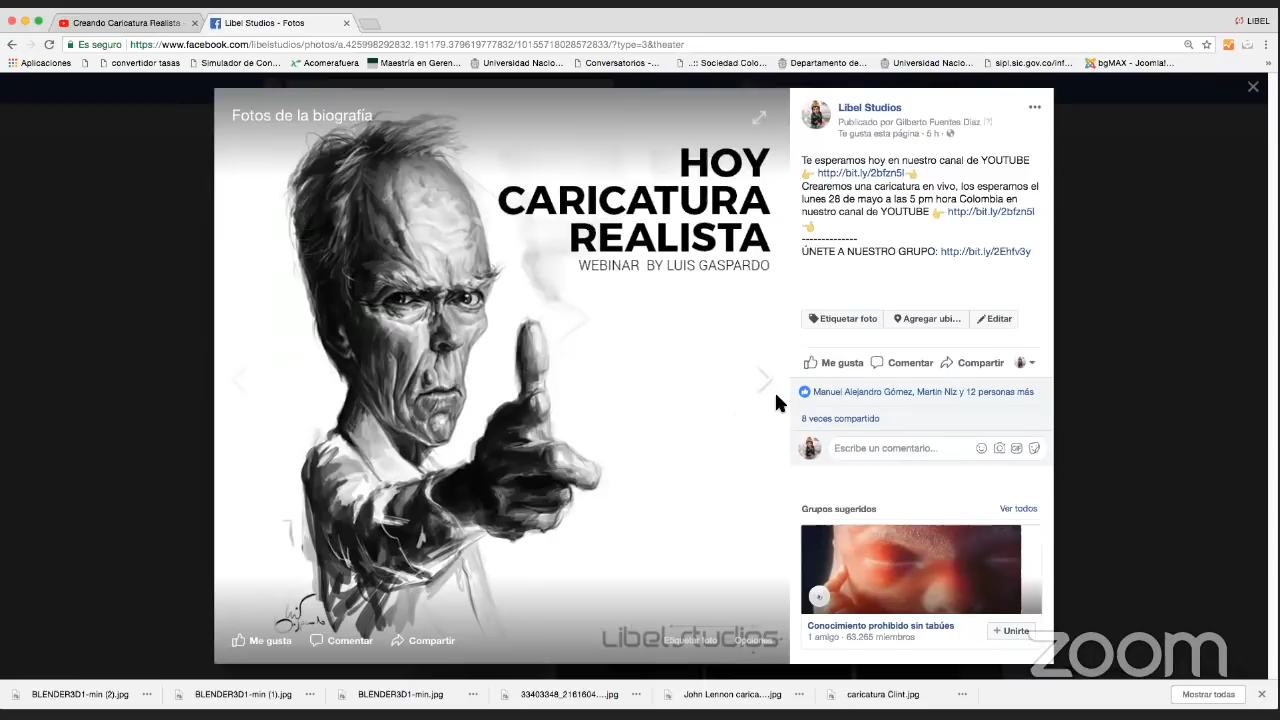 Creando Caricatura Realista -
Libel Studios - Fotos
LIBEL
Es seguro
https://www.facebook.com/libelstudios/photos/a.425998292832.191179.379619777832/10155718028572833/?type=3&theater
Aplicaciones
convertidor tasas
Simulador de Con...
Acomerafuera
Maestría en Geren...
Universidad Nacio...
Conversatorios -...
..:: Sociedad Colo...
Departamento de...
Universidad Nacio...
sipi.sic.gov.co/inf...
bgMAX - Joomla!...
»
Fotos de la biografía
HOY
CARICATURA
REALISTA
WEBINAR BY LUIS GASPARDO
Me gusta
Comentar
Compartir
Etiquetar foto
Opciones
Libel studios
Libel Studios
Publicado por Gilberto Fuentes Diaz [?]
Te gusta esta página · 5 h ·
Te esperamos hoy en nuestro canal de YOUTUBE
👉 http://bit.ly/2bfzn5l👈
Crearemos una caricatura en vivo, los esperamos el
lunes 28 de mayo a las 5 pm hora Colombia en
nuestro canal de YOUTUBE 👉 http://bit.ly/2bfzn5l
👈
--------------
ÚNETE A NUESTRO GRUPO: http://bit.ly/2Ehfv3y
Etiquetar foto
Agregar ubi...
Editar
Me gusta
Comentar
Compartir
Manuel Alejandro Gómez, Martin Nlz y 12 personas más
8 veces compartido
Escribe un comentario...
GIF
Grupos sugeridos
Ver todos
Conocimiento prohibido sin tabúes
1 amigo · 63.265 miembros
+ Unirte
zoom
BLENDER3D1-min (2).jpg
BLENDER3D1-min (1).jpg
BLENDER3D1-min.jpg
33403348_2161604....jpg
John Lennon carica....jpg
caricatura Clint.jpg
Mostrar todas